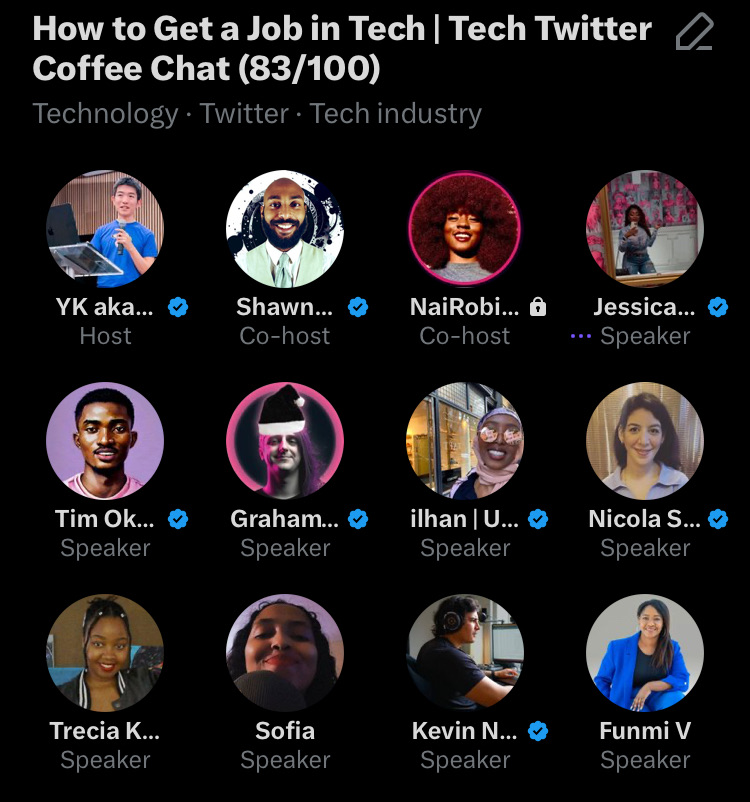 How to Get a Job in Tech | Tech Twitter
Coffee Chat (83/100)
Technology · Twitter · Tech industry
YK aka... Shawn... NaiRobi... Jessica...
Host Co-host Co-host Speaker
Tim Ok... Graham... ilhan | U... Nicola S...
Speaker Speaker Speaker Speaker
Trecia K... Sofia Kevin N... Funmi V
Speaker Speaker Speaker Speaker